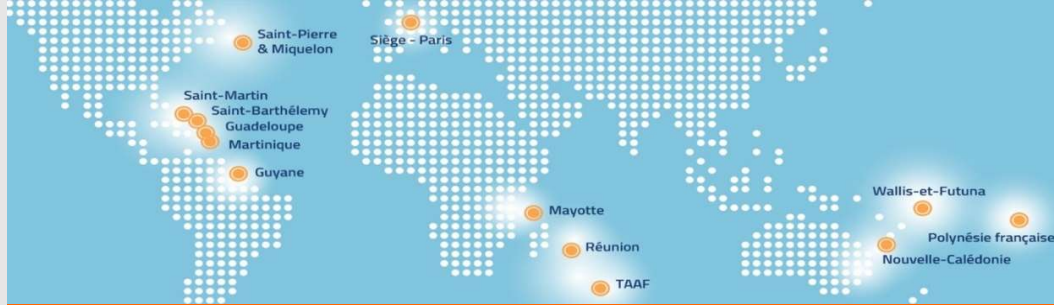 Saint-Pierre
& Miquelon
Siège - Paris
Saint-Martin
Saint-Barthélemy
Guadeloupe
Martinique
Guyane
Mayotte
Réunion
TAAF
Wallis-et-Futuna
Polynésie française
Nouvelle-Calédonie